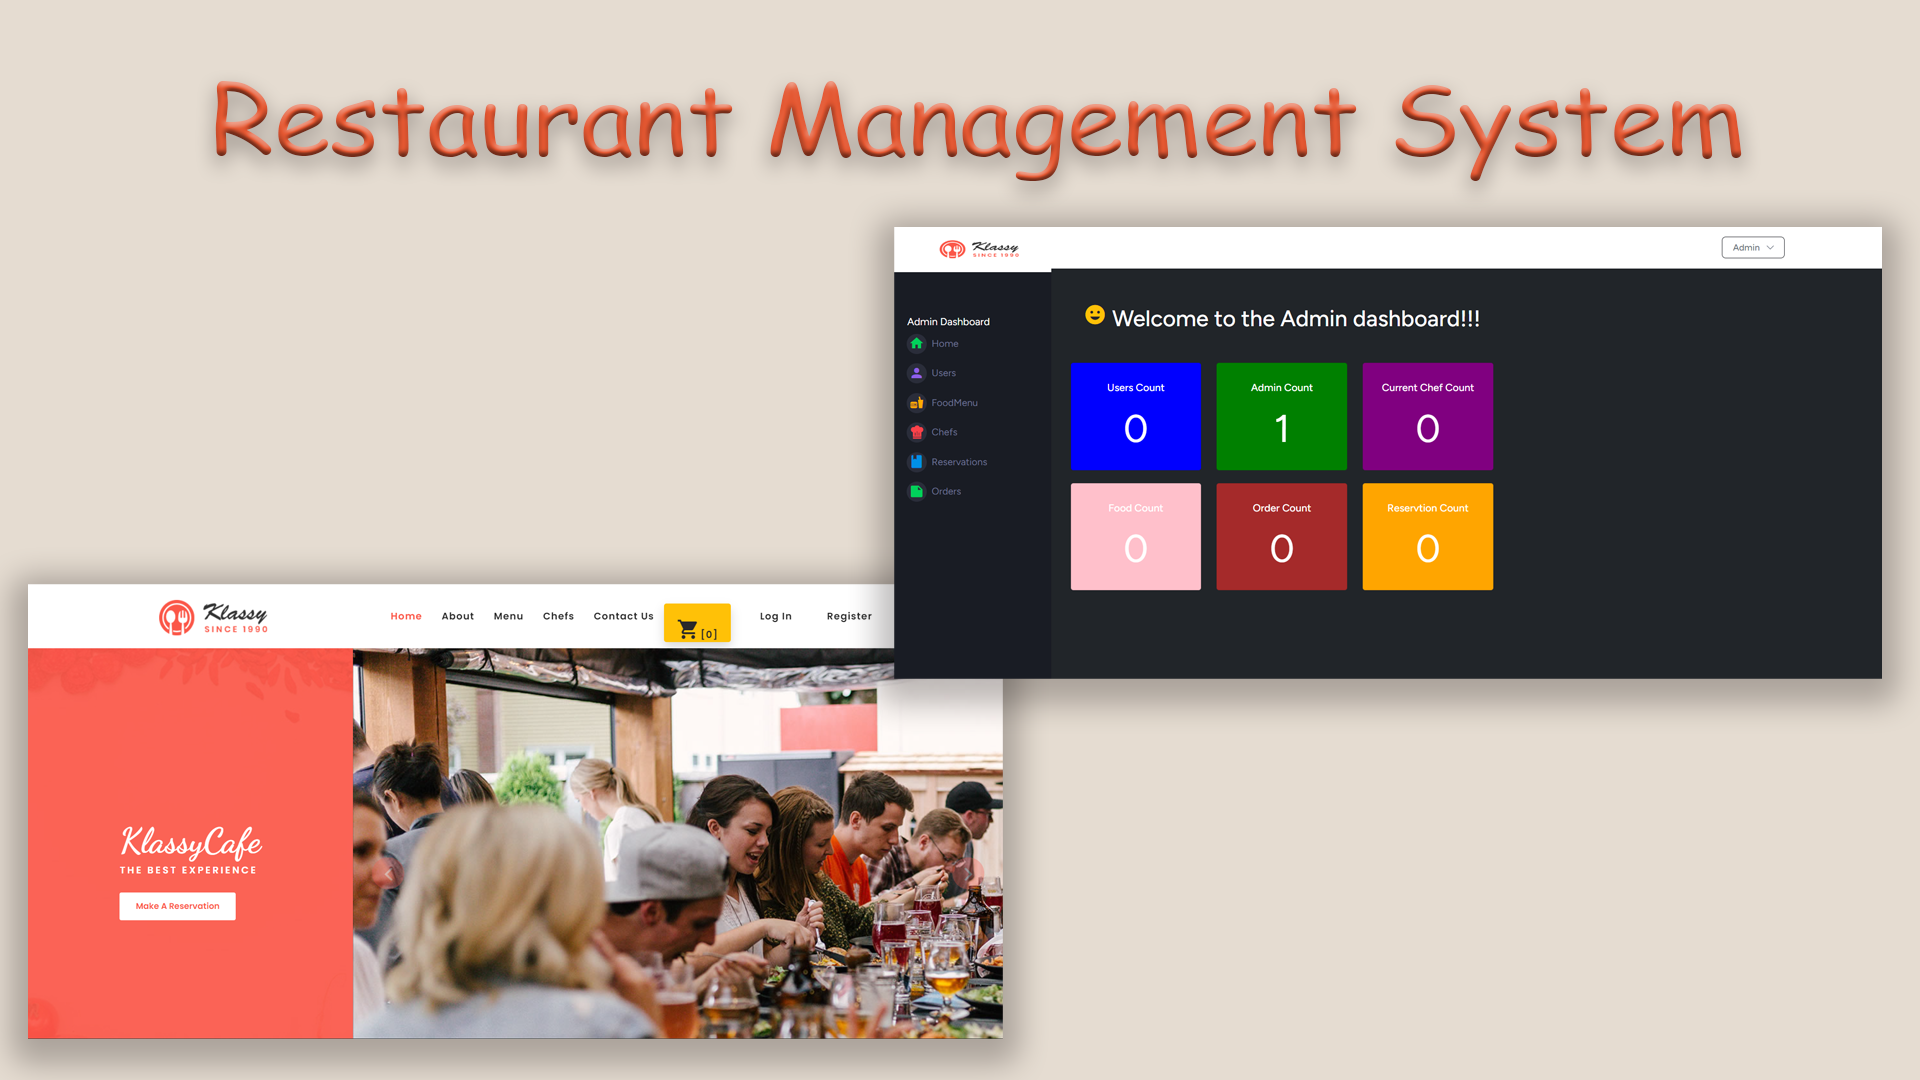 Restaurant Management System
Klassy
SINCE 1990
Admin
Admin Dashboard
Home
Users
FoodMenu
Chefs
Reservations
Orders
Welcome to the Admin dashboard!!!
Users Count
0
Admin Count
1
Current Chef Count
0
Food Count
0
Order Count
0
Reservtion Count
0
Klassy
SINCE 1990
Home About Menu Chefs Contact Us [0] Log In Register
KlassyCafe
THE BEST EXPERIENCE
Make A Reservation